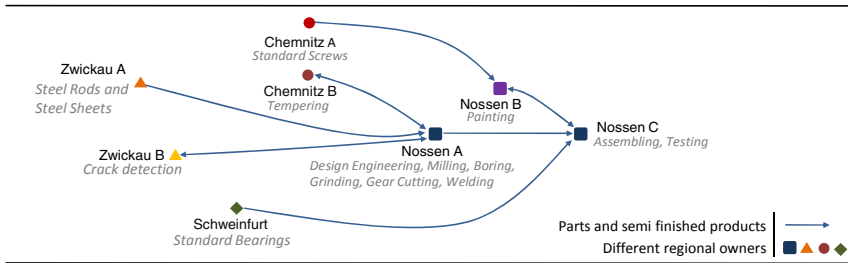 Chemnitz A
Standard Screws
Zwickau A
Steel Rods and
Steel Sheets
Chemnitz B
Tempering
Nossen B
Painting
Nossen C
Assembling, Testing
Nossen A
Design Engineering, Milling, Boring,
Grinding, Gear Cutting, Welding
Zwickau B
Crack detection
Schweinfurt
Standard Bearings
Parts and semi finished products
Different regional owners